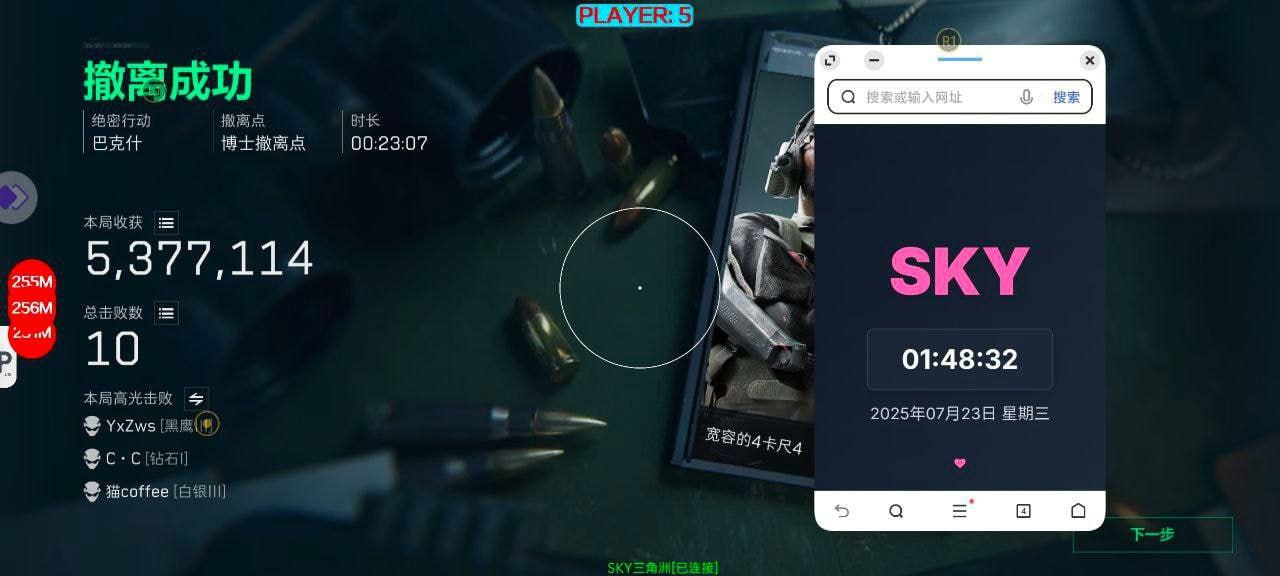 PLAYER: 5
撤离成功
绝密行动
巴克什
撤离点
博士撤离点
时长
00:23:07
本局收获
5,377,114
总击败数
10
本局高光击败
YxZws [黑鹰
C·C [钻石I]
猫coffee [白银III]
255M
256M
P
宽容的4卡尺4
R1
搜索或输入网址
搜索
SKY
01:48:32
2025年07月23日 星期三
4
下一步
SKY三角洲[已连接]